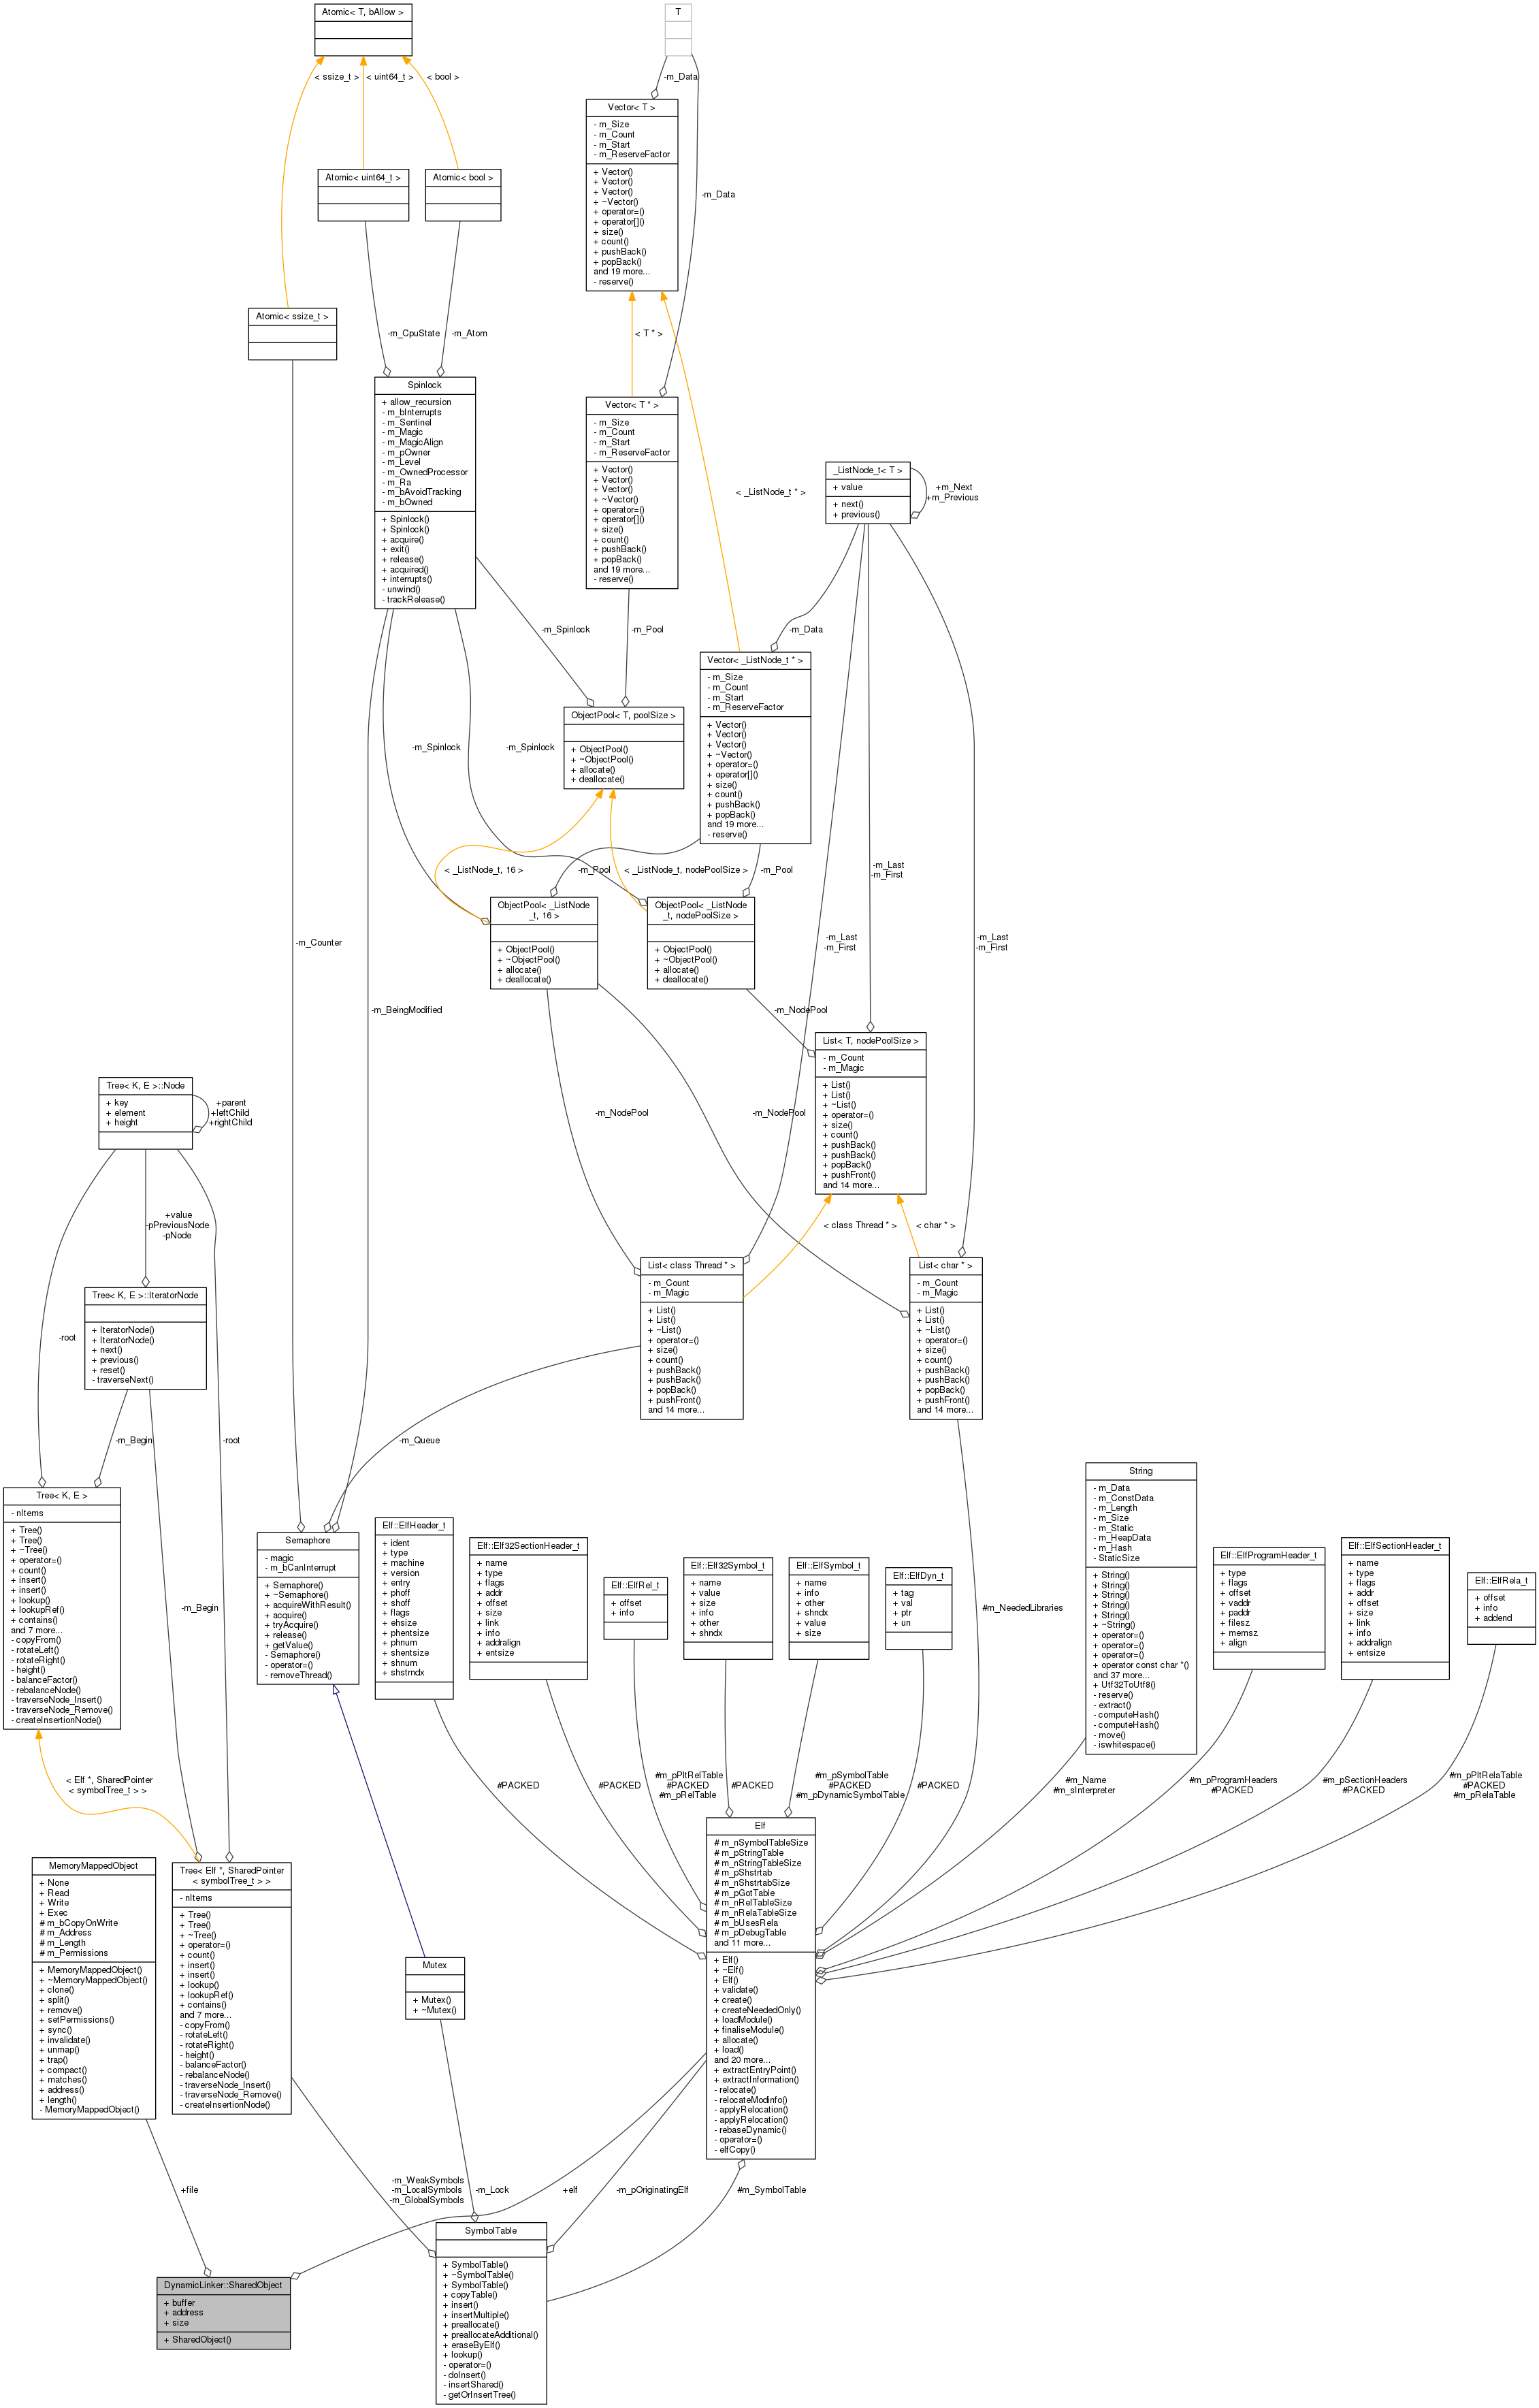 Atomic< T, bAllow >
T
< ssize_t >
< uint64_t >
< bool >
-m_Data
Vector< T >
- m_Size
- m_Count
- m_Start
- m_ReserveFactor
+ Vector()
+ Vector()
+ Vector()
+ ~Vector()
+ operator=()
+ operator[]()
+ size()
+ count()
+ pushBack()
+ popBack()
and 19 more...
- reserve()
Atomic< uint64_t >
Atomic< bool >
-m_Data
Atomic< ssize_t >
-m_CpuState
-m_Atom
< T * >
Spinlock
+ allow_recursion
- m_bInterrupts
- m_Sentinel
- m_Magic
- m_MagicAlign
- m_pOwner
- m_Level
- m_OwnedProcessor
- m_Ra
- m_bAvoidTracking
- m_bOwned
+ Spinlock()
+ Spinlock()
+ acquire()
+ exit()
+ release()
+ acquired()
+ interrupts()
- unwind()
- trackRelease()
Vector< T * >
- m_Size
- m_Count
- m_Start
- m_ReserveFactor
+ Vector()
+ Vector()
+ Vector()
+ ~Vector()
+ operator=()
+ operator[]()
+ size()
+ count()
+ pushBack()
+ popBack()
and 19 more...
- reserve()
< _ListNode_t * >
_ListNode_t< T >
+ value
+ next()
+ previous()
+m_Next
+m_Previous
-m_Spinlock
-m_Pool
-m_Data
Vector< _ListNode_t * >
- m_Size
- m_Count
- m_Start
- m_ReserveFactor
+ Vector()
+ Vector()
+ Vector()
+ ~Vector()
+ operator=()
+ operator[]()
+ size()
+ count()
+ pushBack()
+ popBack()
and 19 more...
- reserve()
ObjectPool< T, poolSize >
+ ObjectPool()
+ ~ObjectPool()
+ allocate()
+ deallocate()
-m_Spinlock
-m_Spinlock
< _ListNode_t, 16 >
-m_Pool
< _ListNode_t, nodePoolSize >
-m_Pool
-m_Last
-m_First
ObjectPool< _ListNode
_t, 16 >
+ ObjectPool()
+ ~ObjectPool()
+ allocate()
+ deallocate()
ObjectPool< _ListNode
_t, nodePoolSize >
+ ObjectPool()
+ ~ObjectPool()
+ allocate()
+ deallocate()
-m_Counter
-m_Last
-m_First
-m_Last
-m_First
-m_BeingModified
-m_NodePool
List< T, nodePoolSize >
- m_Count
- m_Magic
+ List()
+ List()
+ ~List()
+ operator=()
+ size()
+ count()
+ pushBack()
+ pushBack()
+ popBack()
+ pushFront()
and 14 more...
Tree< K, E >::Node
+ key
+ element
+ height
+parent
+leftChild
+rightChild
-m_NodePool
-m_NodePool
+value
-pPreviousNode
-pNode
< class Thread * >
< char * >
Tree< K, E >::IteratorNode
+ IteratorNode()
+ IteratorNode()
+ next()
+ previous()
+ reset()
- traverseNext()
List< class Thread * >
- m_Count
- m_Magic
+ List()
+ List()
+ ~List()
+ operator=()
+ size()
+ count()
+ pushBack()
+ pushBack()
+ popBack()
+ pushFront()
and 14 more...
List< char * >
- m_Count
- m_Magic
+ List()
+ List()
+ ~List()
+ operator=()
+ size()
+ count()
+ pushBack()
+ pushBack()
+ popBack()
+ pushFront()
and 14 more...
-root
-m_Begin
-root
-m_Queue
Tree< K, E >
- nItems
+ Tree()
+ Tree()
+ ~Tree()
+ operator=()
+ count()
+ insert()
+ insert()
+ lookup()
+ lookupRef()
+ contains()
and 7 more...
- copyFrom()
- rotateLeft()
- rotateRight()
- height()
- balanceFactor()
- rebalanceNode()
- traverseNode_Insert()
- traverseNode_Remove()
- createInsertionNode()
-m_Begin
Semaphore
- magic
- m_bCanInterrupt
+ Semaphore()
+ ~Semaphore()
+ acquireWithResult()
+ acquire()
+ tryAcquire()
+ release()
+ getValue()
- Semaphore()
- operator=()
- removeThread()
Elf::ElfHeader_t
+ ident
+ type
+ machine
+ version
+ entry
+ phoff
+ shoff
+ flags
+ ehsize
+ phentsize
+ phnum
+ shentsize
+ shnum
+ shstrndx
Elf::Elf32SectionHeader_t
+ name
+ type
+ flags
+ addr
+ offset
+ size
+ link
+ info
+ addralign
+ entsize
Elf::ElfRel_t
+ offset
+ info
Elf::Elf32Symbol_t
+ name
+ value
+ size
+ info
+ other
+ shndx
Elf::ElfSymbol_t
+ name
+ info
+ other
+ shndx
+ value
+ size
Elf::ElfDyn_t
+ tag
+ val
+ ptr
+ un
#m_NeededLibraries
String
- m_Data
- m_ConstData
- m_Length
- m_Size
- m_Static
- m_HeapData
- m_Hash
- StaticSize
+ String()
+ String()
+ String()
+ String()
+ String()
+ ~String()
+ operator=()
+ operator=()
+ operator=()
+ operator const char *()
and 37 more...
+ Utf32ToUtf8()
- reserve()
- extract()
- computeHash()
- computeHash()
- move()
- iswhitespace()
Elf::ElfProgramHeader_t
+ type
+ flags
+ offset
+ vaddr
+ paddr
+ filesz
+ memsz
+ align
Elf::ElfSectionHeader_t
+ name
+ type
+ flags
+ addr
+ offset
+ size
+ link
+ info
+ addralign
+ entsize
Elf::ElfRela_t
+ offset
+ info
+ addend
< Elf *, SharedPointer
< symbolTree_t > >
#PACKED
#PACKED
#m_pPltRelTable
#PACKED
#m_pRelTable
#PACKED
#m_pSymbolTable
#PACKED
#m_pDynamicSymbolTable
#PACKED
#m_Name
#m_sInterpreter
#m_pProgramHeaders
#PACKED
#m_pSectionHeaders
#PACKED
#m_pPltRelaTable
#PACKED
#m_pRelaTable
MemoryMappedObject
+ None
+ Read
+ Write
+ Exec
# m_bCopyOnWrite
# m_Address
# m_Length
# m_Permissions
+ MemoryMappedObject()
+ ~MemoryMappedObject()
+ clone()
+ split()
+ remove()
+ setPermissions()
+ sync()
+ invalidate()
+ unmap()
+ trap()
+ compact()
+ matches()
+ address()
+ length()
- MemoryMappedObject()
Tree< Elf *, SharedPointer
< symbolTree_t > >
- nItems
+ Tree()
+ Tree()
+ ~Tree()
+ operator=()
+ count()
+ insert()
+ insert()
+ lookup()
+ lookupRef()
+ contains()
and 7 more...
- copyFrom()
- rotateLeft()
- rotateRight()
- height()
- balanceFactor()
- rebalanceNode()
- traverseNode_Insert()
- traverseNode_Remove()
- createInsertionNode()
Mutex
+ Mutex()
+ ~Mutex()
Elf
# m_nSymbolTableSize
# m_pStringTable
# m_nStringTableSize
# m_pShstrtab
# m_nShstrtabSize
# m_pGotTable
# m_nRelTableSize
# m_nRelaTableSize
# m_bUsesRela
# m_pDebugTable
and 11 more...
+ Elf()
+ ~Elf()
+ Elf()
+ validate()
+ create()
+ createNeededOnly()
+ loadModule()
+ finaliseModule()
+ allocate()
+ load()
and 20 more...
+ extractEntryPoint()
+ extractInformation()
- relocate()
- relocateModinfo()
- applyRelocation()
- applyRelocation()
- rebaseDynamic()
- operator=()
- elfCopy()
+file
-m_WeakSymbols
-m_LocalSymbols
-m_GlobalSymbols
-m_Lock
+elf
-m_pOriginatingElf
#m_SymbolTable
DynamicLinker::SharedObject
+ buffer
+ address
+ size
+ SharedObject()
SymbolTable
+ SymbolTable()
+ ~SymbolTable()
+ SymbolTable()
+ copyTable()
+ insert()
+ insertMultiple()
+ preallocate()
+ preallocateAdditional()
+ eraseByElf()
+ lookup()
- operator=()
- doInsert()
- insertShared()
- getOrInsertTree()